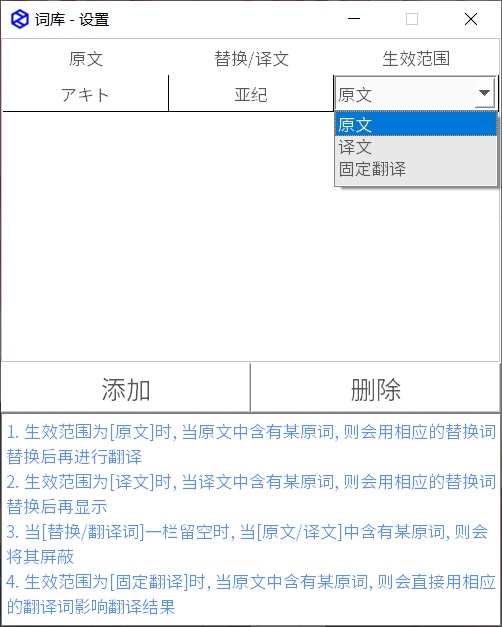 词库 - 设置
原文 替换/译文 生效范围
アキト 亚纪 原文
原文
译文
固定翻译
添加 删除
1. 生效范围为[原文]时, 当原文中含有某原词, 则会用相应的替换词
替换后再进行翻译
2. 生效范围为[译文]时, 当译文中含有某原词, 则会用相应的替换词
替换后再显示
3. 当[替换/翻译词]一栏留空时, 当[原文/译文]中含有某原词, 则会
将其屏蔽
4. 生效范围为[固定翻译]时, 当原文中含有某原词, 则会直接用相应
的翻译词影响翻译结果